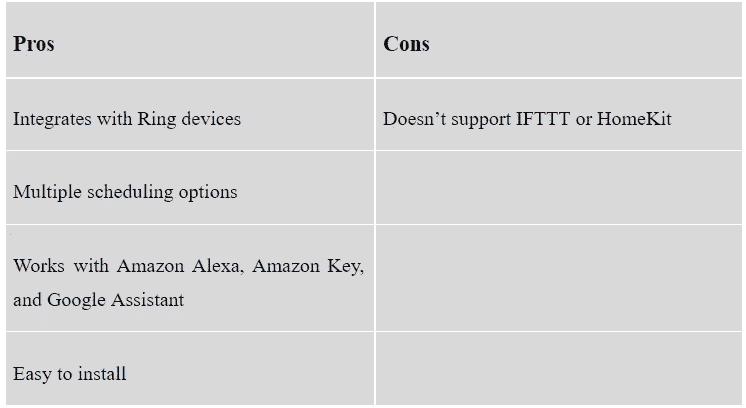 Pros
Cons
Integrates with Ring devices
Doesn’t support IFTTT or HomeKit
Multiple scheduling options
Works with Amazon Alexa, Amazon Key,
and Google Assistant
Easy to install